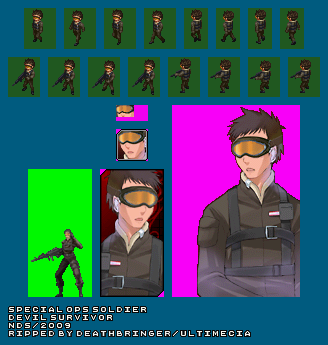 SPECIAL OPS SOLDIER
DEVIL SURVIVOR
NDS/2009
RIPPED BY DEATHBRINGER/ULTIMECIA